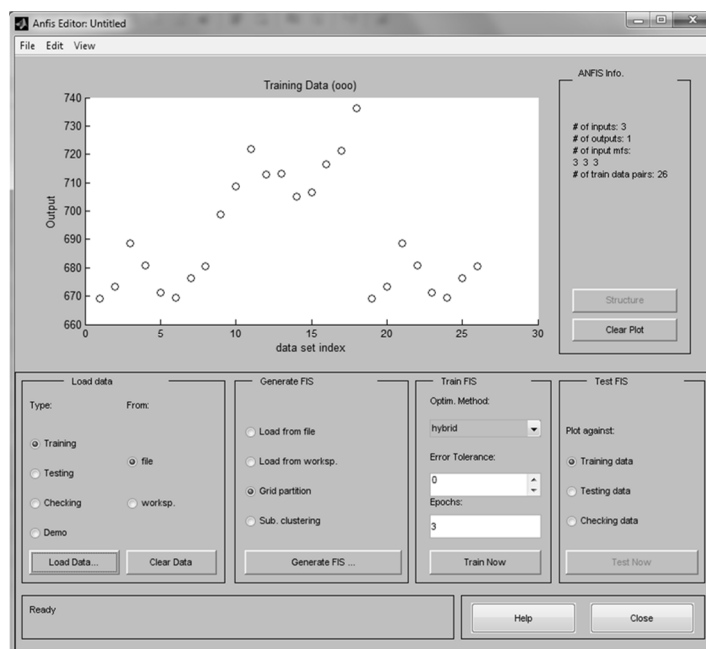 Anfis Editor: Untitled
File Edit View
Training Data (ooo)
740
730
720
710
700
690
680
670
660
Output
0 5 10 15 20 25 30
data set index
ANFIS Info.
# of inputs: 3
# of outputs: 1
# of input mfs:
3 3 3
# of train data pairs: 26
Structure
Clear Plot
Load data
Type: From:
Training
file
Testing
Checking
worksp.
Demo
Load Data...
Clear Data
Generate FIS
Load from file
Load from worksp.
Grid partition
Sub. clustering
Generate FIS ...
Train FIS
Optim. Method:
hybrid
Error Tolerance:
0
Epochs:
3
Train Now
Test FIS
Plot against:
Training data
Testing data
Checking data
Test Now
Ready
Help
Close